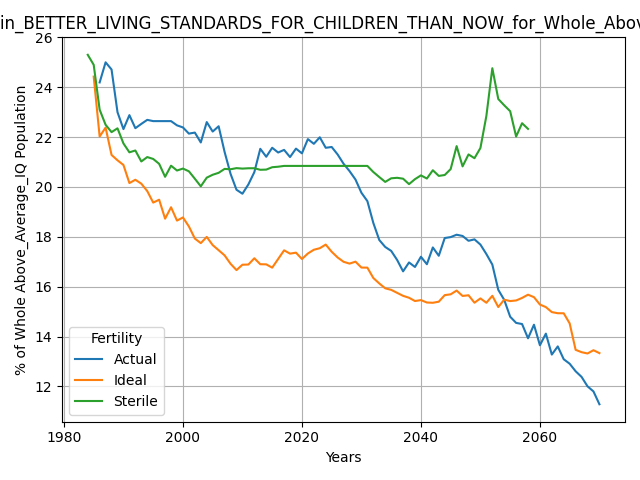 in_BETTER_LIVING_STANDARDS_FOR_CHILDREN_THAN_NOW_for_Whole_Above
26
24
22
20
18
16
14
12
% of Whole Above_Average_IQ Population
Fertility
Actual
Ideal
Sterile
1980 2000 2020 2040 2060
Years